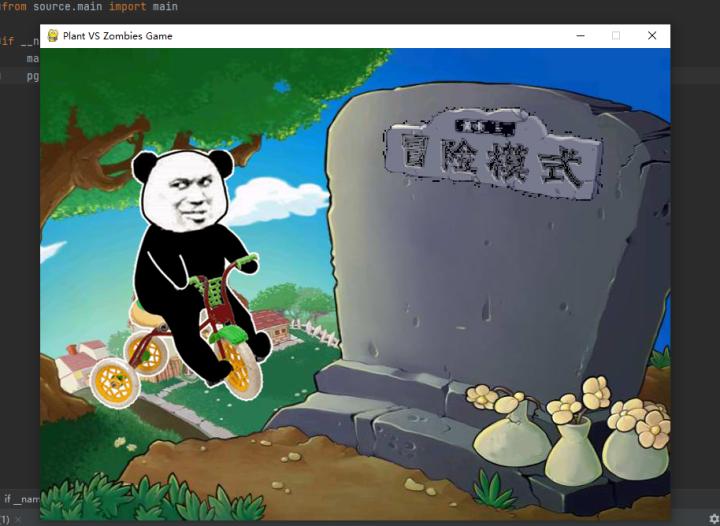 from source.main import main
if __n
ma
pg
Plant VS Zombies Game
冒险模式
if __nam
1)